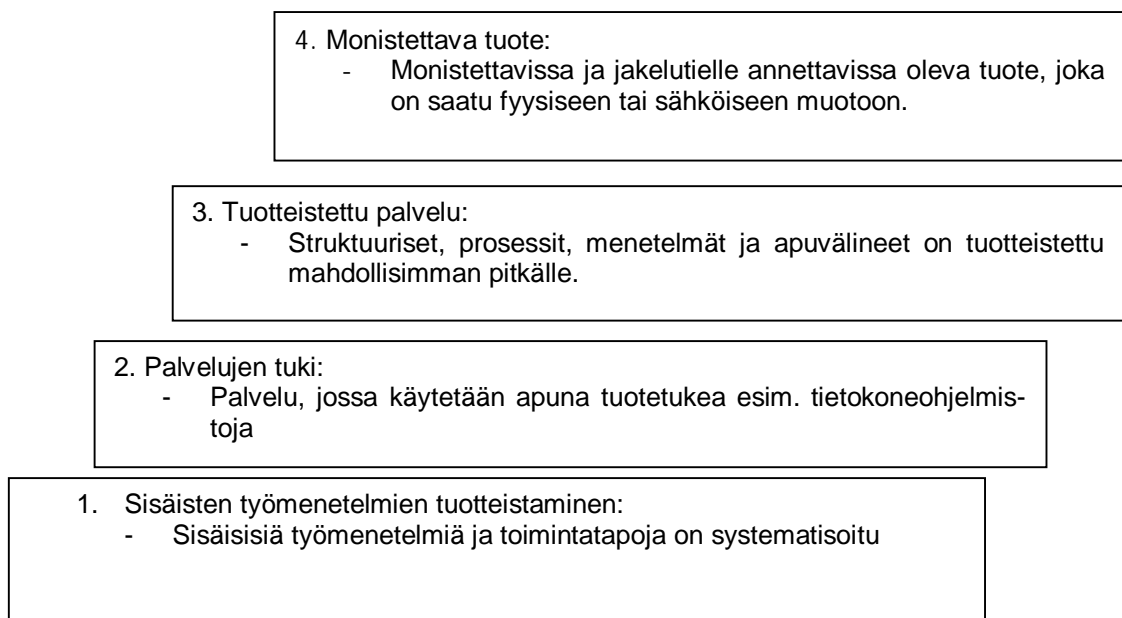 4. Monistettava tuote:
- Monistettavissa ja jakelutielle annettavissa oleva tuote, joka
on saatu fyysiseen tai sähköiseen muotoon.
3. Tuotteistettu palvelu:
- Struktuuriset, prosessit, menetelmät ja apuvälineet on tuotteistettu
mahdollisimman pitkälle.
2. Palvelujen tuki:
- Palvelu, jossa käytetään apuna tuotetukea esim. tietokoneohjelmis-
toja
1. Sisäisten työmenetelmien tuotteistaminen:
- Sisäisisiä työmenetelmiä ja toimintatapoja on systematisoitu